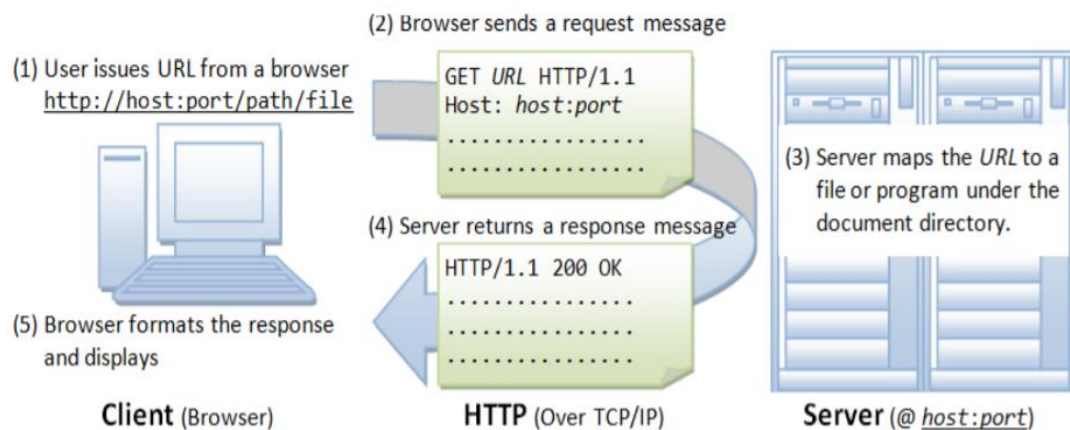 (1) User issues URL from a browser
http://host:port/path/file
(2) Browser sends a request message
GET URL HTTP/1.1
Host: host:port
.................
.................
(3) Server maps the URL to a
file or program under the
document directory.
(4) Server returns a response message
HTTP/1.1 200 OK
................
................
................
(5) Browser formats the response
and displays
Client (Browser)
HTTP (Over TCP/IP)
Server (@ host:port)